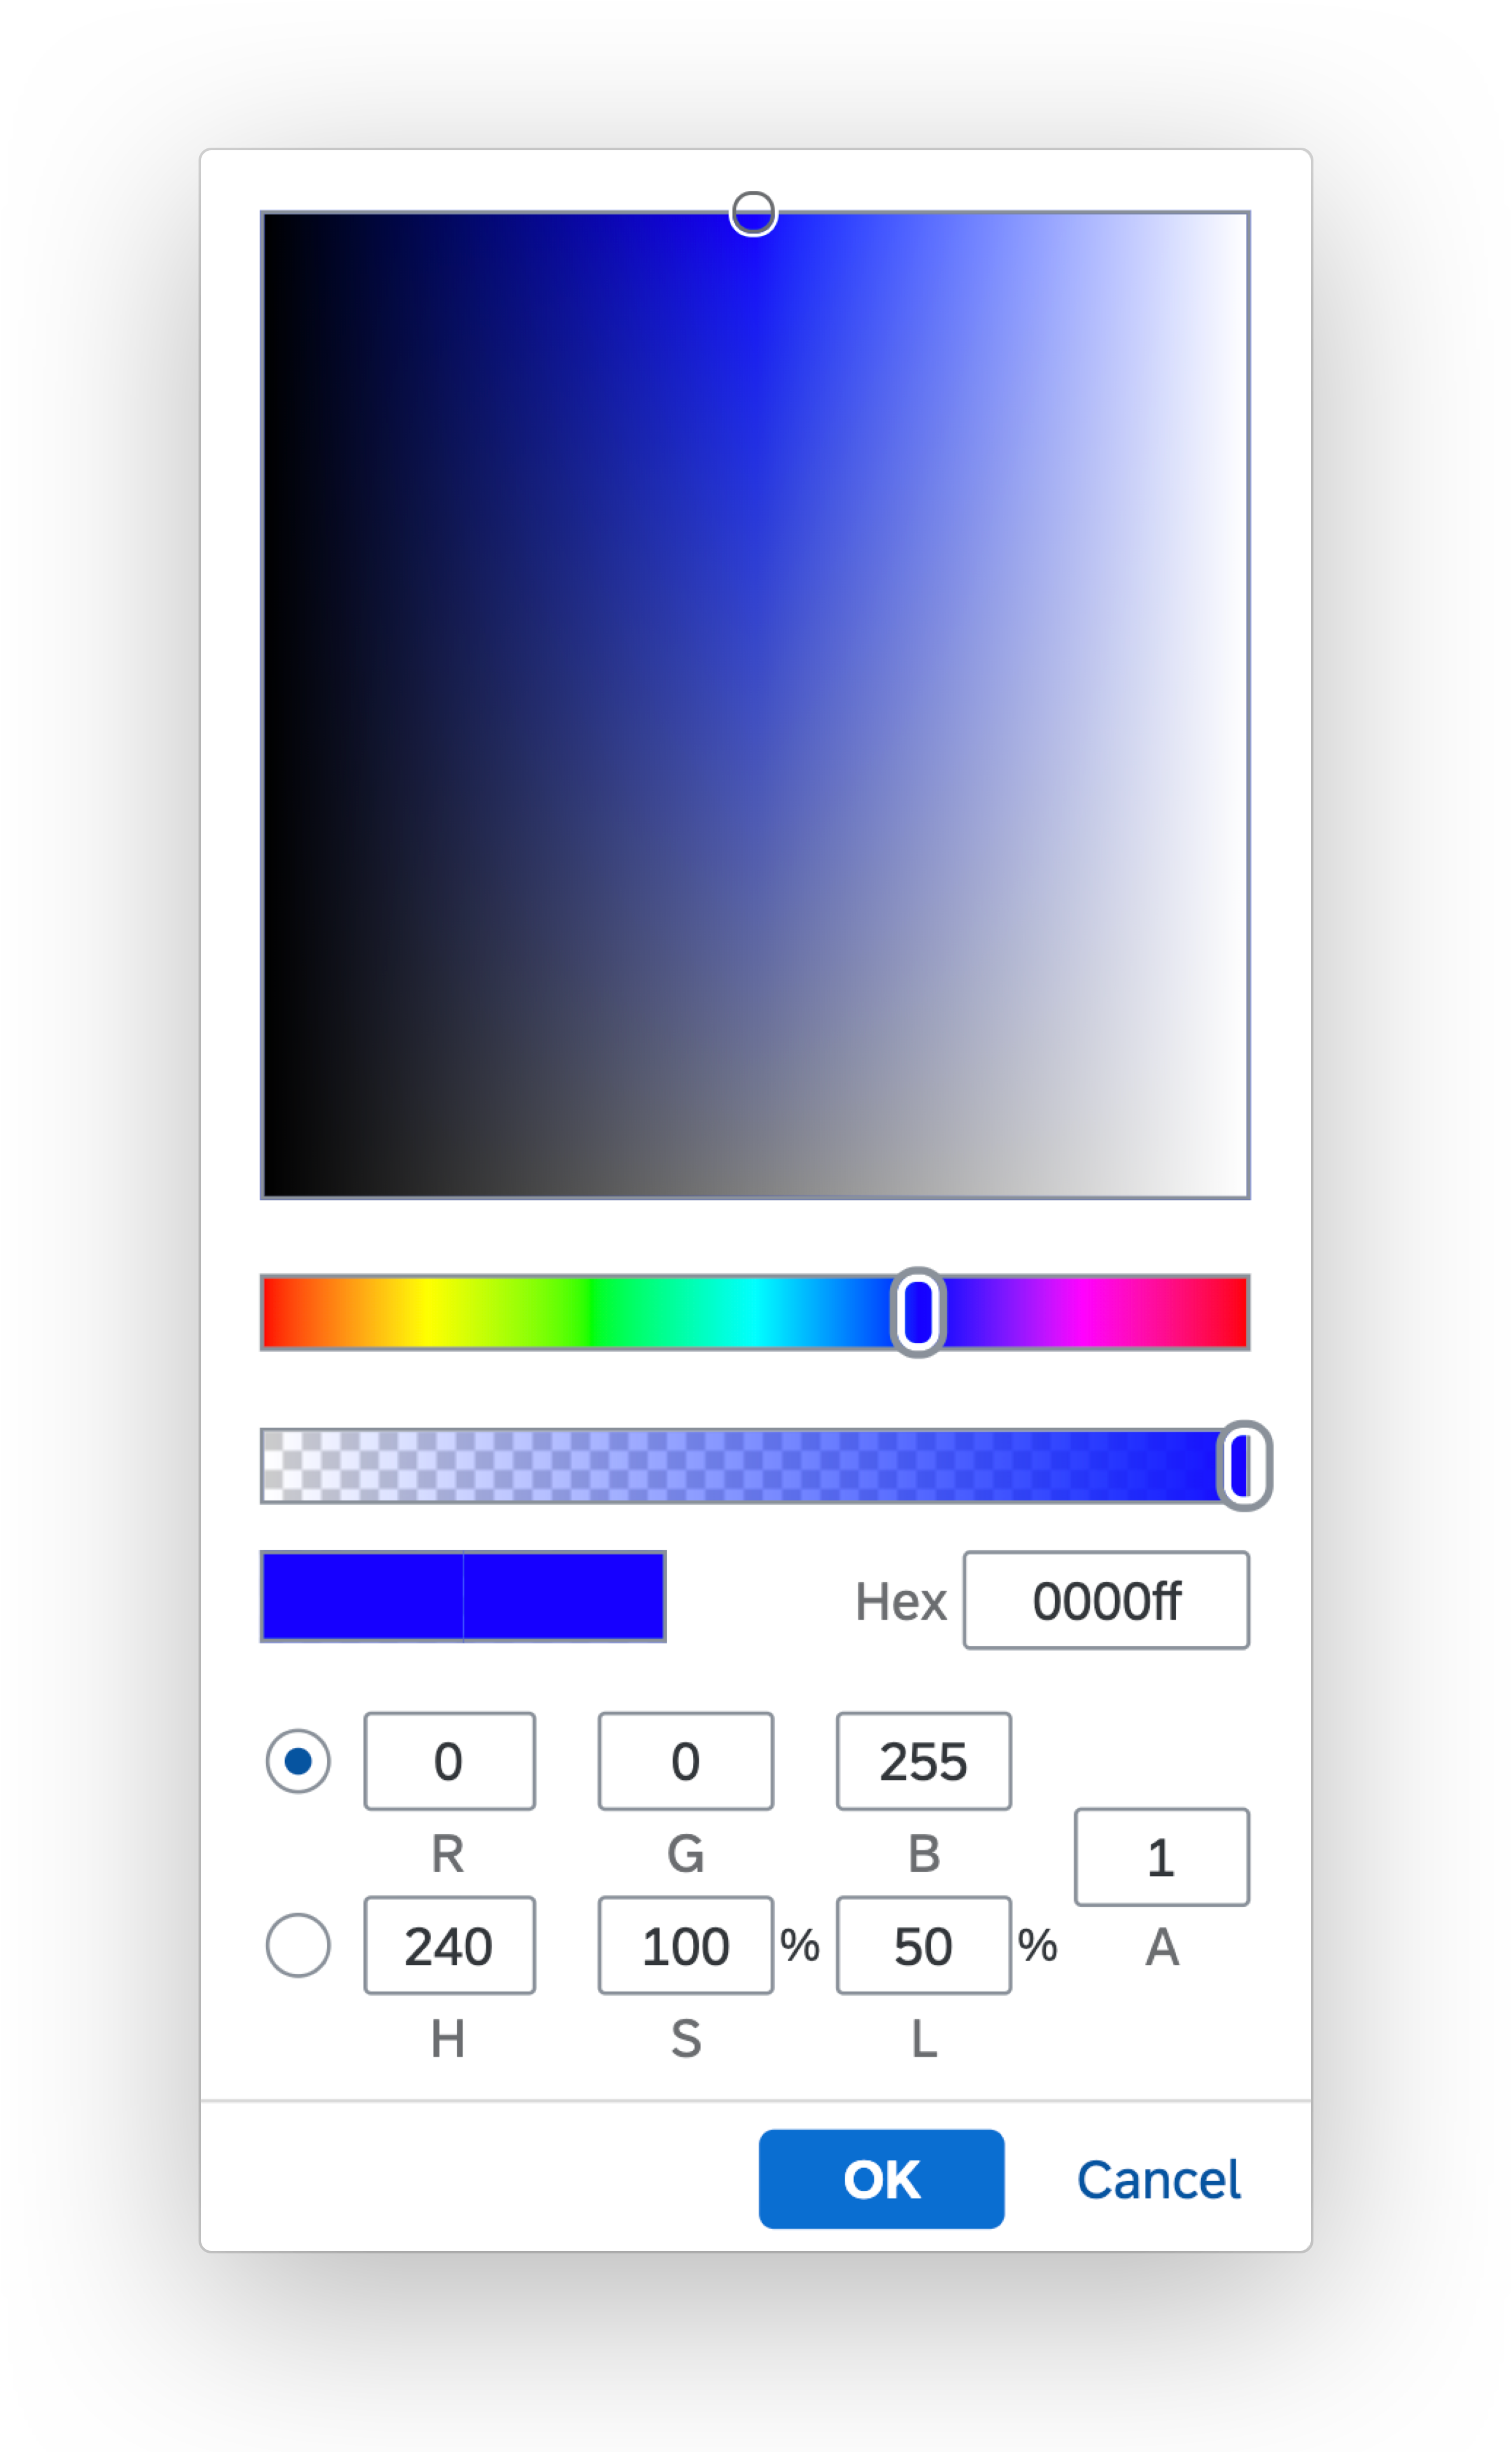 Hex 0000ff
0 0 255
R G B
1
240 100 % 50 %
A
H S L
OK Cancel